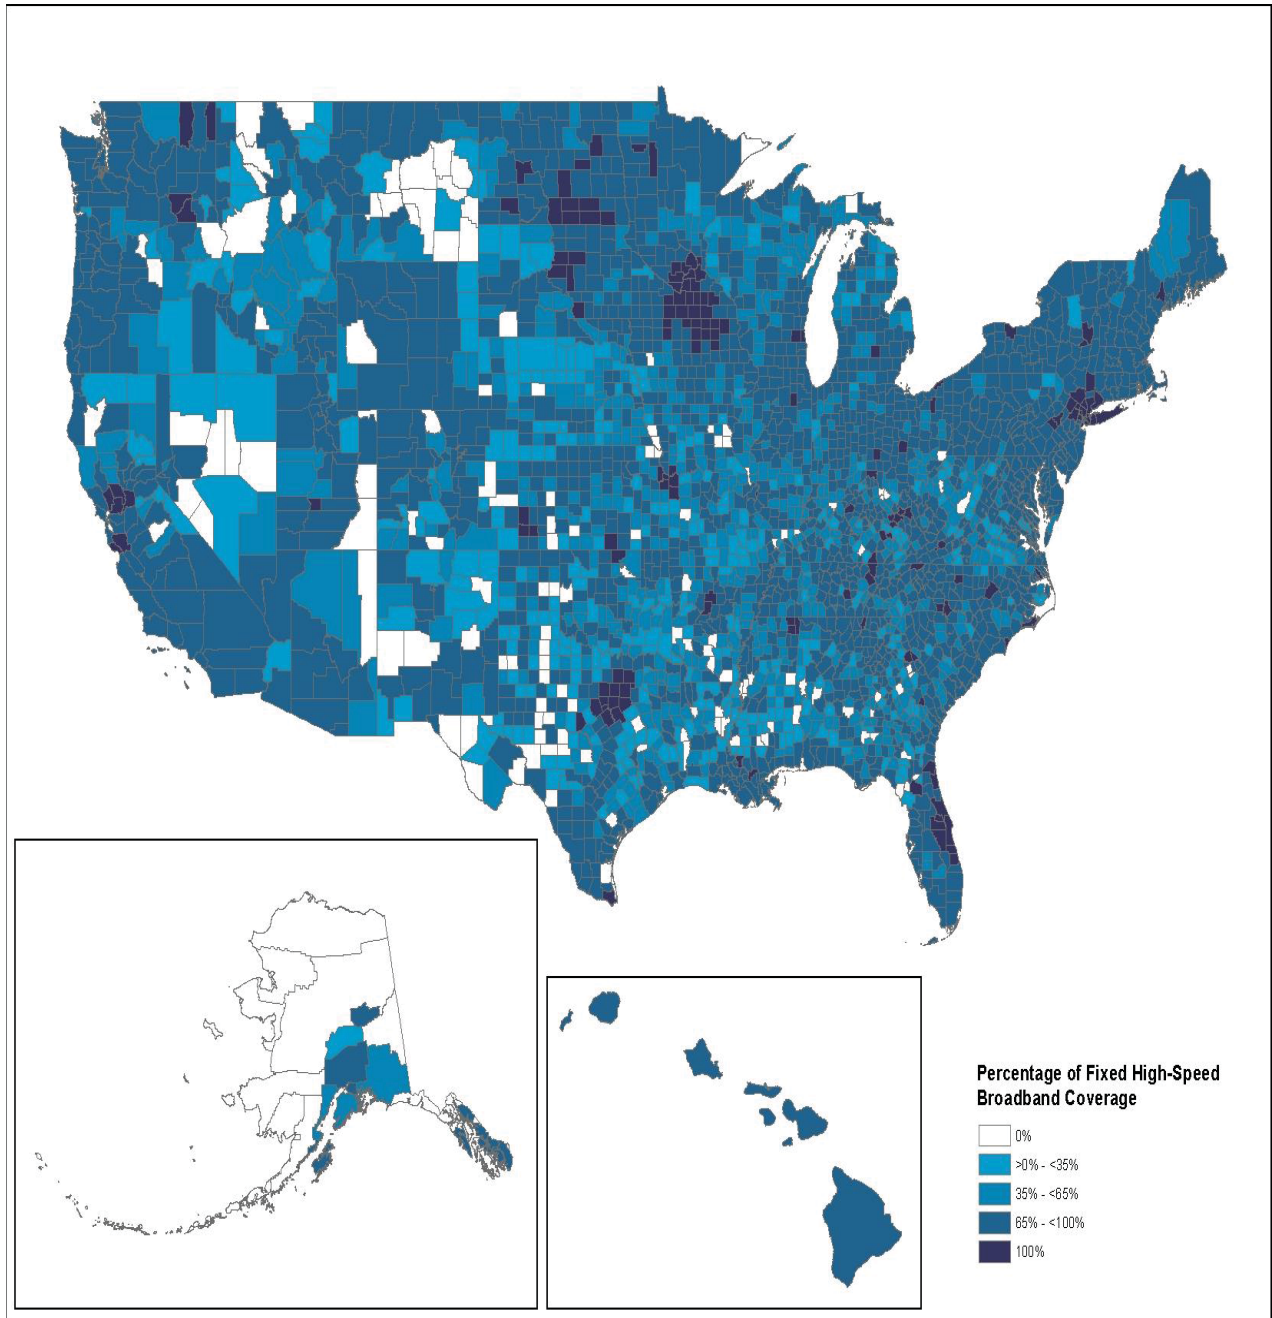 Percentage of Fixed High-Speed
Broadband Coverage
0%
>0% - <35%
35% - <65%
65% - <100%
100%